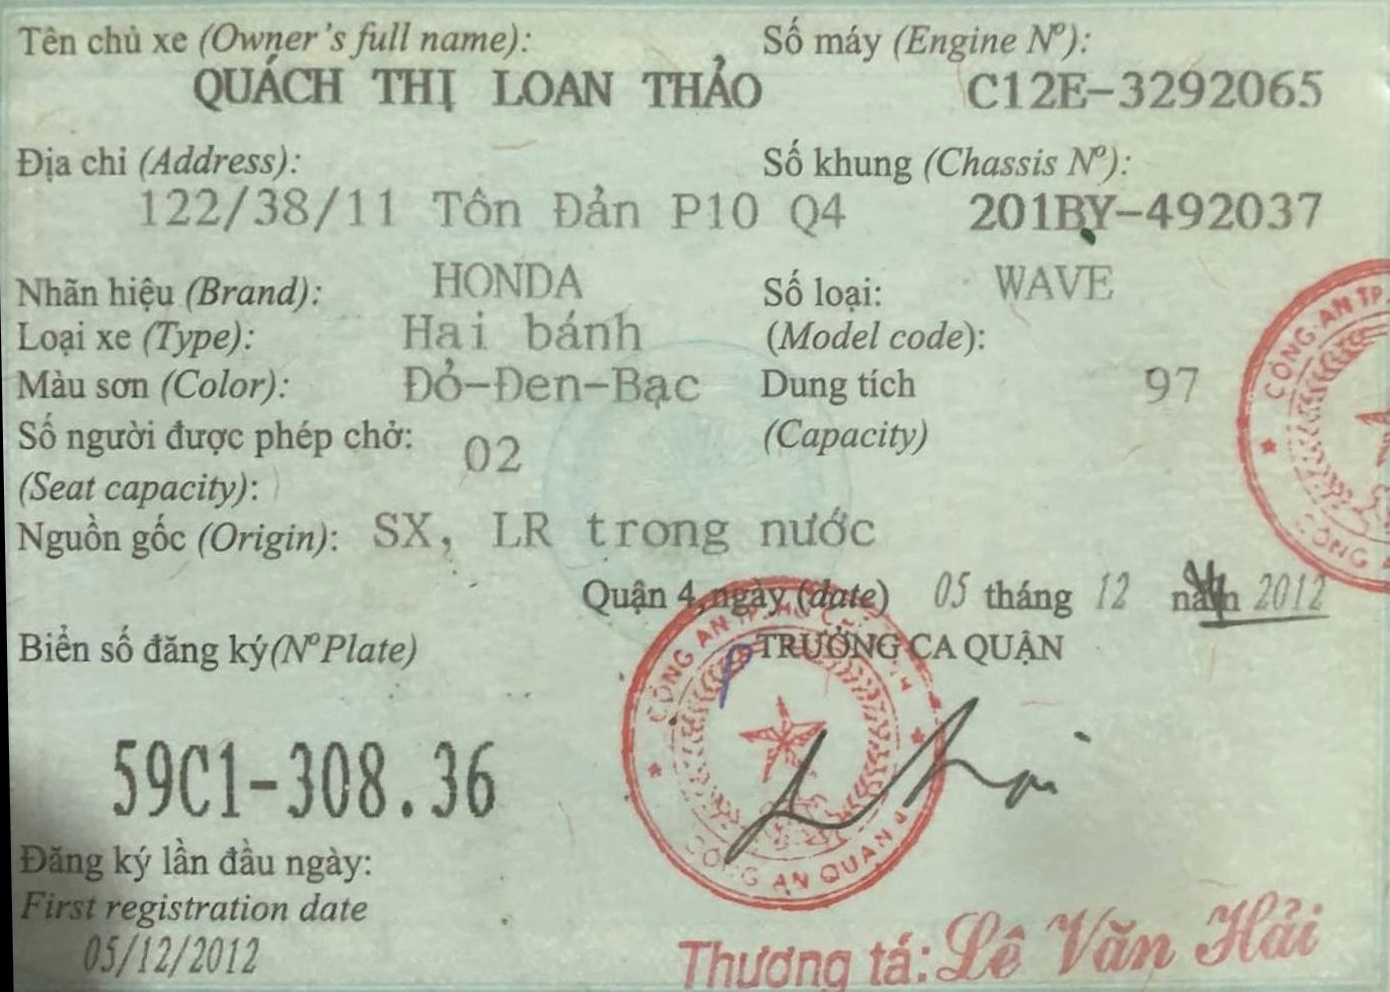 Tên chủ xe (Owner's full name): Số máy (Engine Nº):
QUÁCH THỊ LOAN THẢO C12E-3292065
Địa chỉ (Address): Số khung (Chassis Nº):
122/38/11 Tôn Đản P10 Q4 201BY-492037
Nhãn hiệu (Brand): HONDA Số loại: WAVE
Loại xe (Type): Hai bánh (Model code):
Màu sơn (Color): Đỏ-Đen-Bạc Dung tích 97
Số người được phép chở: 02 (Capacity)
(Seat capacity):
Nguồn gốc (Origin): SX, LR trong nước
Quận 4, ngày (date) 05 tháng 12 năm 2012
Biển số đăng ký(Nº Plate) TRƯỞNG CA QUẬN
59C1-308.36
CÔNG AN QUẬN 4
CÔNG AN TP
Đăng ký lần đầu ngày:
First registration date
05/12/2012
Thượng tá: Lê Văn Hải